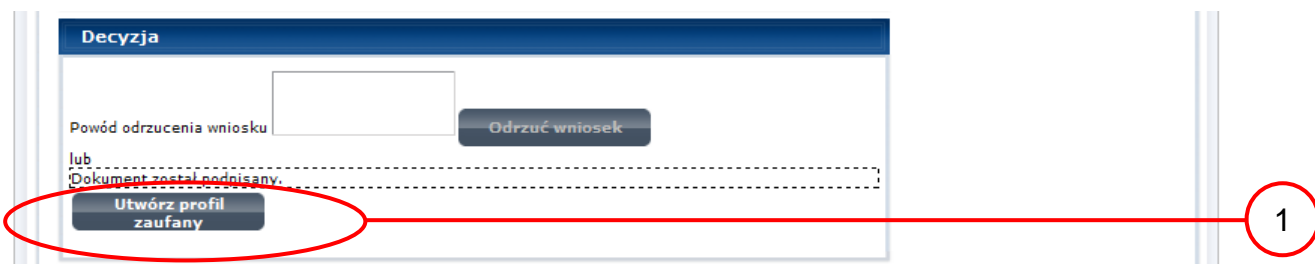 Decyzja
Powód odrzucenia wniosku
Odrzuć wniosek
lub
Dokument został podpisany.
Utwórz profil
zaufany
1